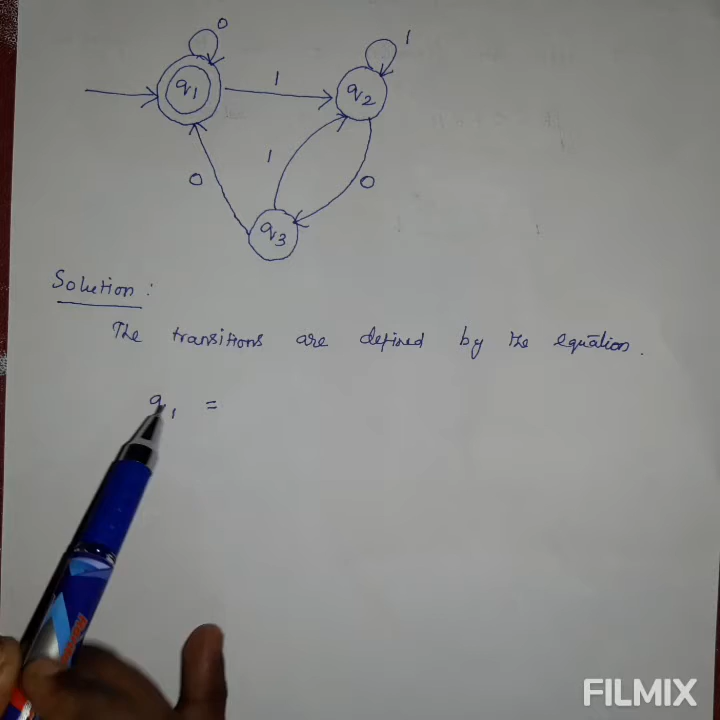 0
1
q1
1
q2
1
0
0
q3
Solution :
The transitions are defined by the equation.
q1 =
FILMIX